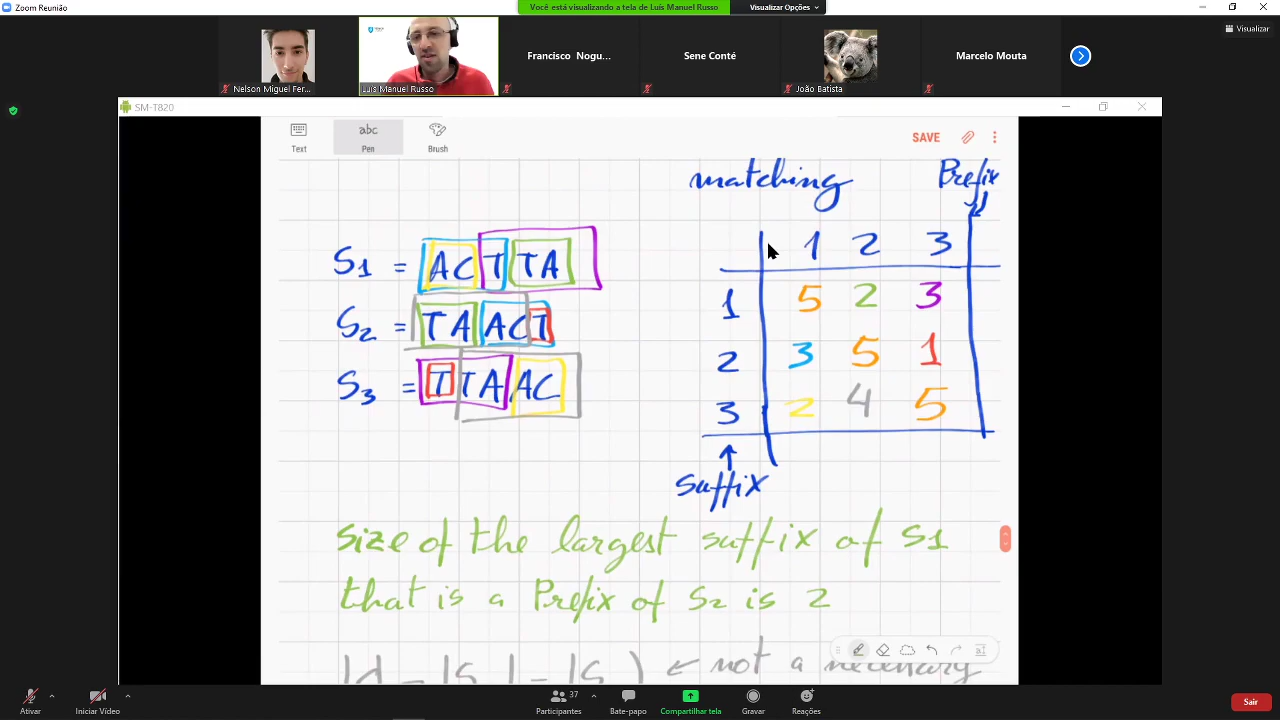 Zoom Reunião
Você está visualizando a tela de Luís Manuel Russo
Visualizar Opções
Visualizar
Nelson Miguel Fer...
Luís Manuel Russo
Francisco Nogu...
Sene Conté
João Batista
Marcelo Mouta
SM-T820
Text
abc
Pen
Brush
SAVE
matching Prefix
1 2 3
1 5 2 3
2 3 5 1
3 2 4 5
suffix
S1 = ACTTA
S2 = TAACT
S3 = TTAAC
Size of the largest suffix of S1
that is a Prefix of S2 is 2
← not a necessary
Ativar
Iniciar Vídeo
37
Participantes
Bate-papo
Compartilhar tela
Gravar
Reações
Sair